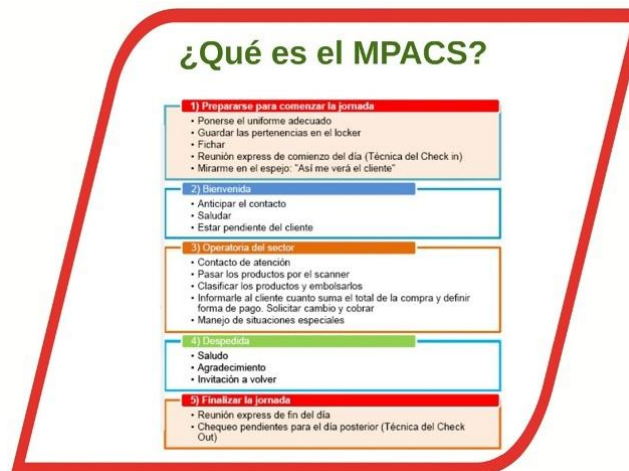 ¿Qué es el MPACS?
1) Prepararse para comenzar la jornada
• Ponerse el uniforme adecuado
• Guardar las pertenencias en el locker
• Fichar
• Reunión express de comienzo del día (Técnica del Check in)
• Mirarme en el espejo: "Así me verá el cliente"
2) Bienvenida
• Anticipar el contacto
• Saludar
• Estar pendiente del cliente
3) Operatoria del sector
• Contacto de atención
• Pasar los productos por el scanner
• Clasificar los productos y embolsarlos
• Informarle al cliente cuanto suma el total de la compra y definir
forma de pago. Solicitar cambio y cobrar
• Manejo de situaciones especiales
4) Despedida
• Saludo
• Agradecimiento
• Invitación a volver
5) Finalizar la jornada
• Reunión express de fin del día
• Chequeo pendientes para el día posterior (Técnica del Check
Out)